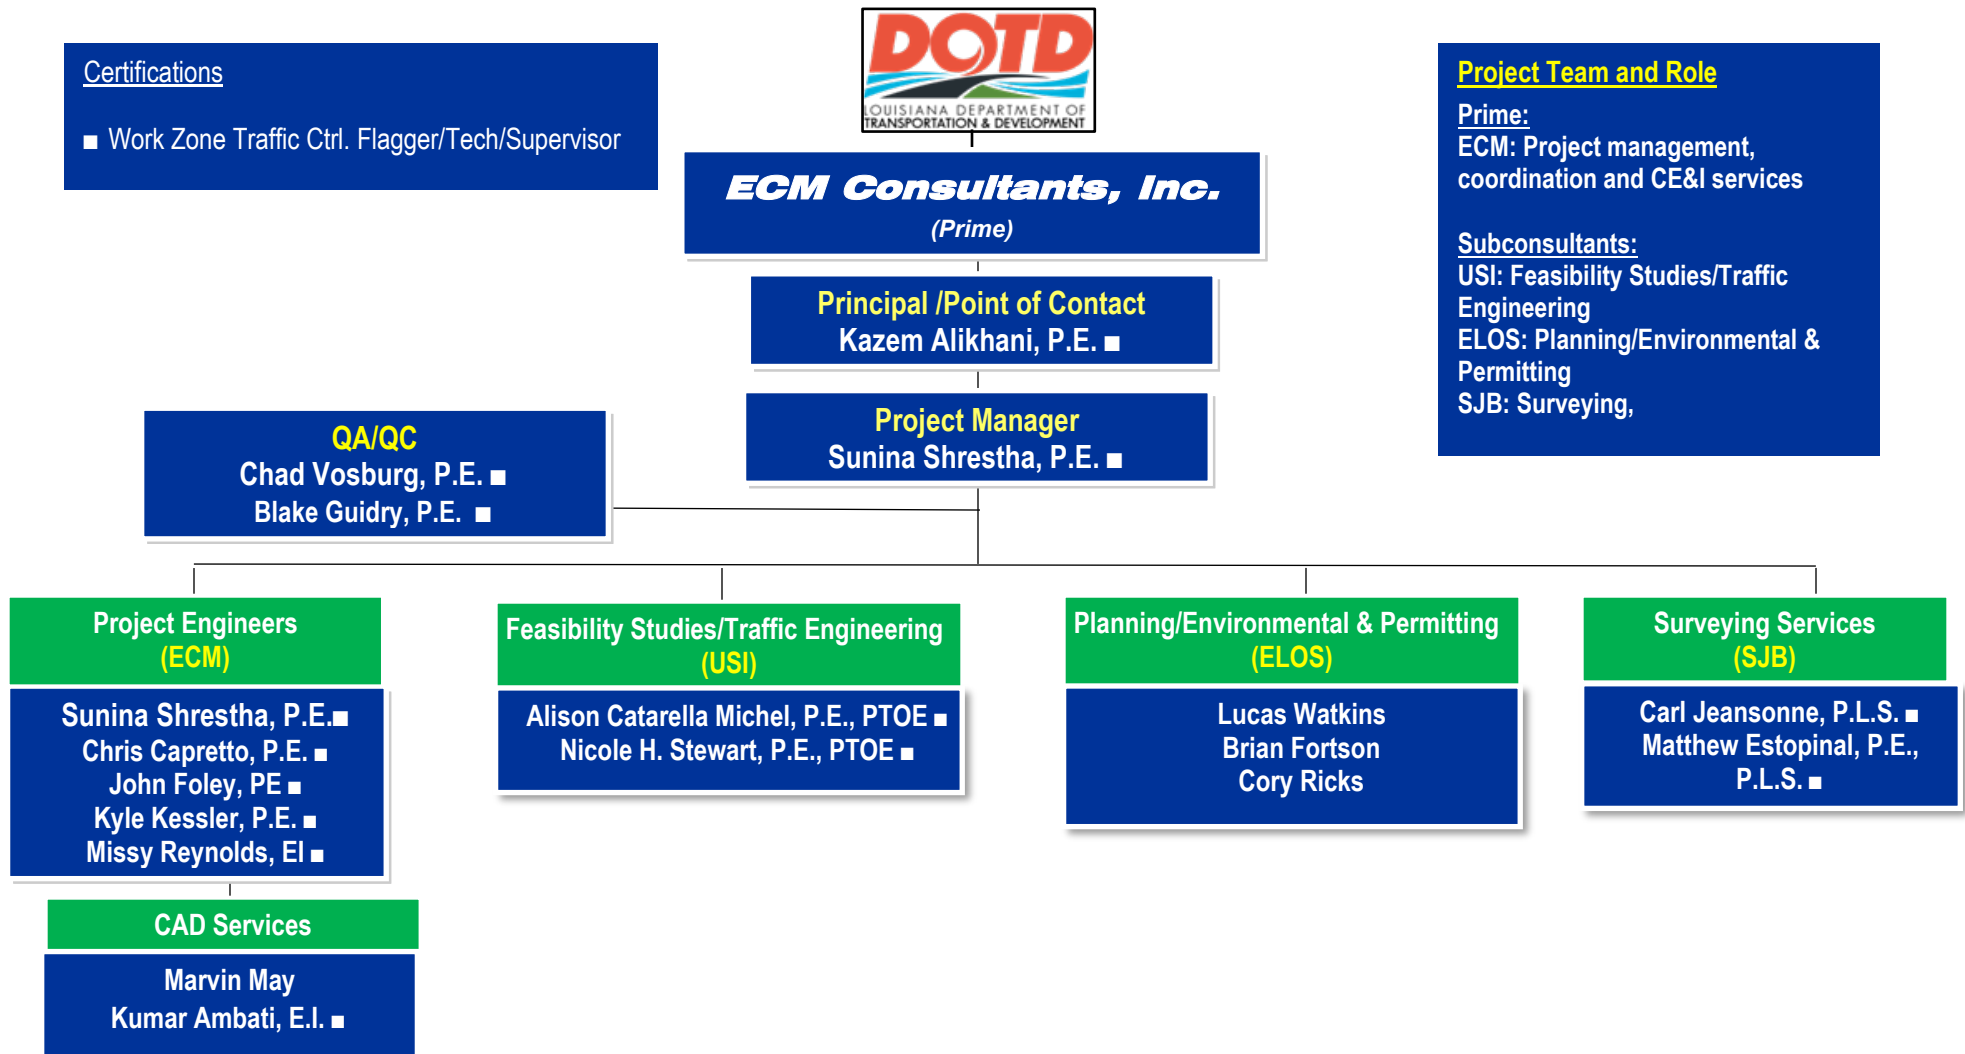 Certifications
■ Work Zone Traffic Ctrl. Flagger/Tech/Supervisor
DOTD
LOUISIANA DEPARTMENT OF
TRANSPORTATION & DEVELOPMENT
ECM Consultants, Inc.
(Prime)
Principal /Point of Contact
Kazem Alikhani, P.E. ■
Project Manager
Sunina Shrestha, P.E. ■
Project Team and Role
Prime:
ECM: Project management,
coordination and CE&I services
Subconsultants:
USI: Feasibility Studies/Traffic
Engineering
ELOS: Planning/Environmental &
Permitting
SJB: Surveying,
QA/QC
Chad Vosburg, P.E. ■
Blake Guidry, P.E. ■
Project Engineers
(ECM)
Sunina Shrestha, P.E.■
Chris Capretto, P.E. ■
John Foley, PE ■
Kyle Kessler, P.E. ■
Missy Reynolds, EI ■
CAD Services
Marvin May
Kumar Ambati, E.I. ■
Feasibility Studies/Traffic Engineering
(USI)
Alison Catarella Michel, P.E., PTOE ■
Nicole H. Stewart, P.E., PTOE ■
Planning/Environmental & Permitting
(ELOS)
Lucas Watkins
Brian Fortson
Cory Ricks
Surveying Services
(SJB)
Carl Jeansonne, P.L.S. ■
Matthew Estopinal, P.E.,
P.L.S. ■